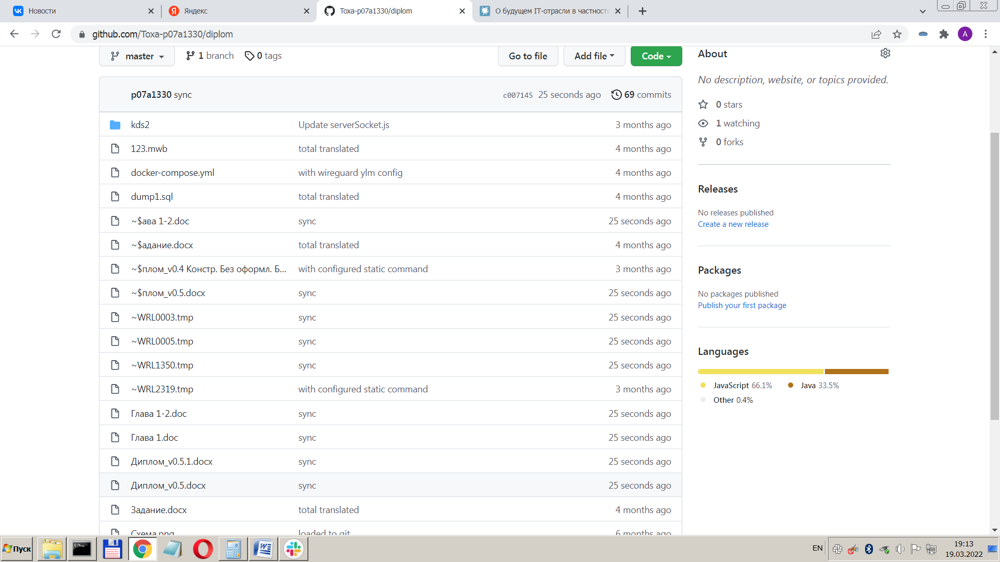 Новости
Яндекс
Toxa-p07a1330/diplom
О будущем IT-отрасли в частност
github.com/Toxa-p07a1330/diplom
A
master
1 branch
0 tags
Go to file
Add file
Code
p07a1330 sync
c007145 25 seconds ago
69 commits
kds2 Update serverSocket.js 3 months ago
123.mwb total translated 4 months ago
docker-compose.yml with wireguard ylm config 4 months ago
dump1.sql total translated 4 months ago
~$ава 1-2.doc sync 25 seconds ago
~$адание.docx total translated 4 months ago
~$плом_v0.4 Констр. Без оформл. Б... with configured static command 3 months ago
~$плом_v0.5.docx sync 25 seconds ago
~WRL0003.tmp sync 25 seconds ago
~WRL0005.tmp sync 25 seconds ago
~WRL1350.tmp sync 25 seconds ago
~WRL2319.tmp with configured static command 3 months ago
Глава 1-2.doc sync 25 seconds ago
Глава 1.doc sync 25 seconds ago
Диплом_v0.5.1.docx sync 25 seconds ago
Диплом_v0.5.docx sync 25 seconds ago
Задание.docx total translated 4 months ago
Схема.png loaded to git 6 months ago
About
No description, website, or topics provided.
0 stars
1 watching
0 forks
Releases
No releases published
Create a new release
Packages
No packages published
Publish your first package
Languages
JavaScript 66.1% Java 33.5%
Other 0.4%
Пуск
EN
19:13
19.03.2022